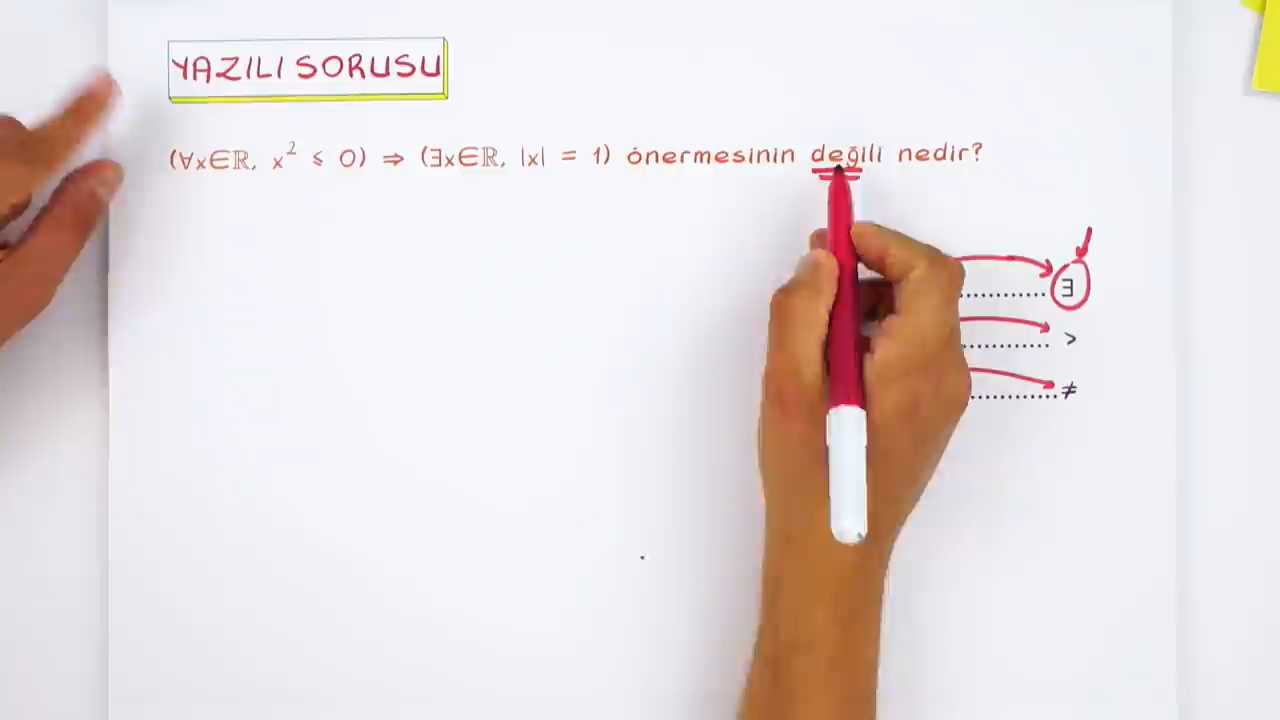 YAZILI SORUSU
(∀x∈ℝ, x² ≤ 0) ⇒ (∃x∈ℝ, |x| = 1) önermesinin değili nedir?
.............. ∃
.............. >
.............. ≠